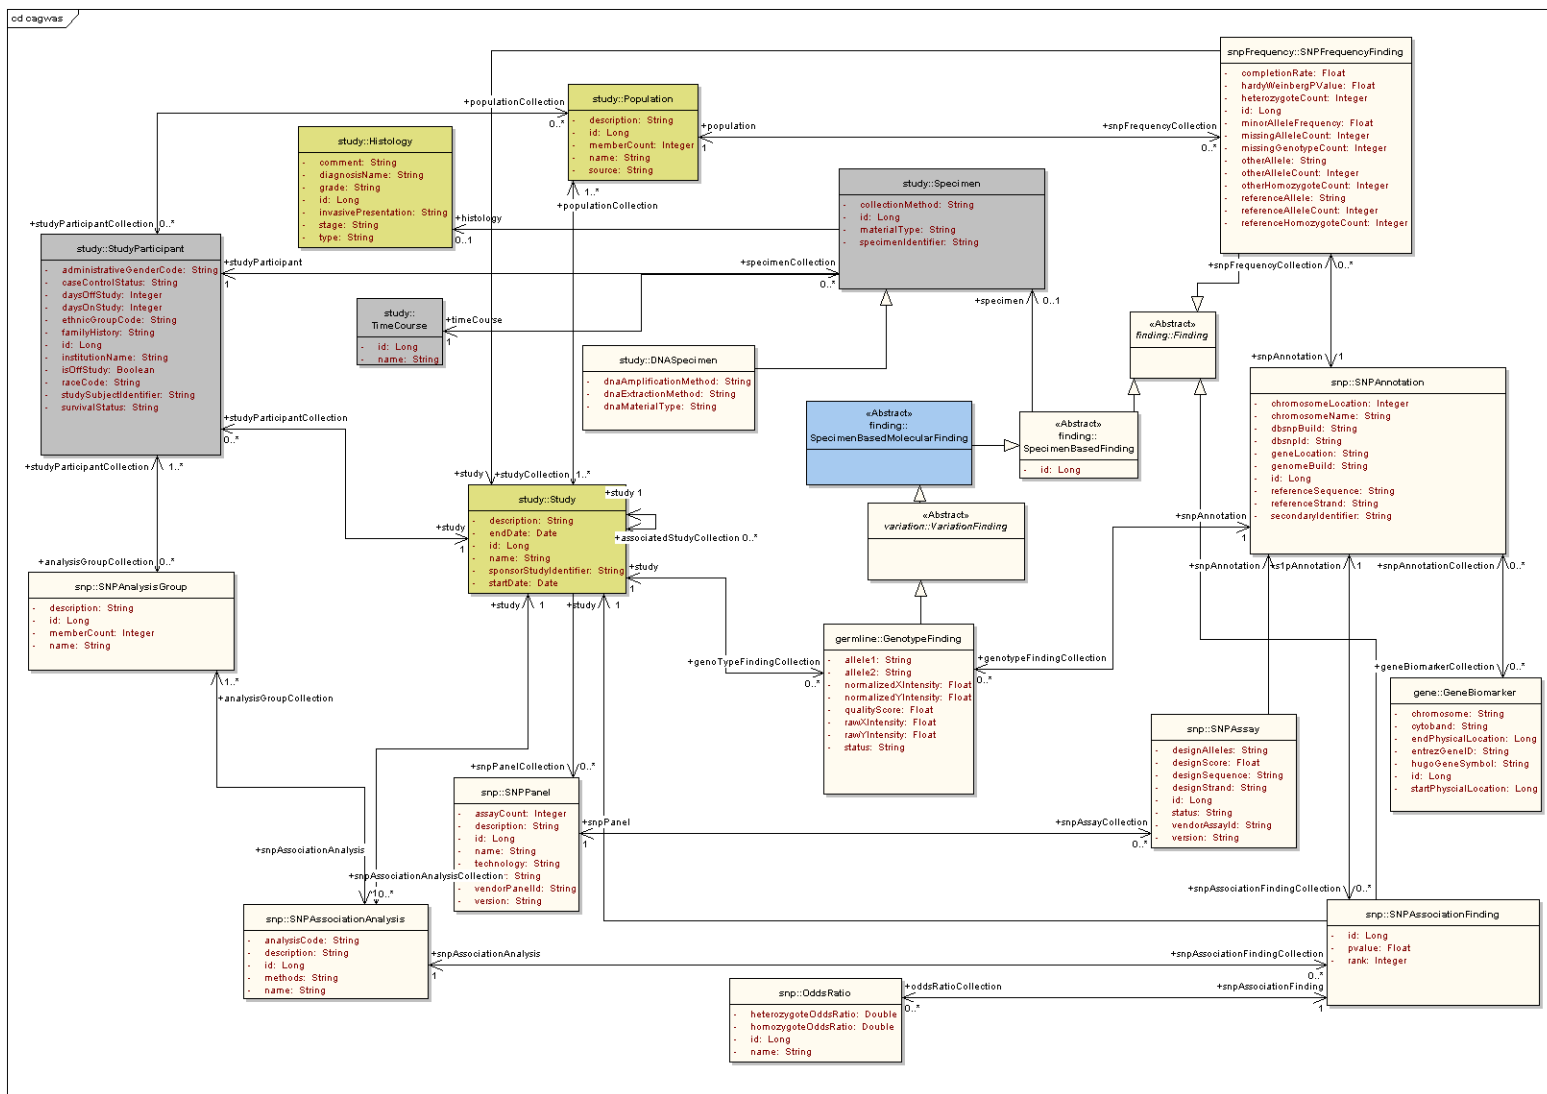 cd cagwas
snpFrequency::SNPFrequencyFinding
- completionRate: Float
- hardyWeinbergPValue: Float
- heterozygoteCount: Integer
- id: Long
- minorAlleleFrequency: Float
- missingAlleleCount: Integer
- missingGenotypeCount: Integer
- otherAllele: String
- otherAlleleCount: Integer
- otherHomozygoteCount: Integer
- referenceAllele: String
- referenceAlleleCount: Integer
- referenceHomozygoteCount: Integer
study::Population
- description: String
- id: Long
- memberCount: Integer
- name: String
- source: String
+populationCollection
0..*
+population
1
+snpFrequencyCollection
0..*
study::Histology
- comment: String
- diagnosisName: String
- grade: String
- id: Long
- invasivePresentation: String
- stage: String
- type: String
1..*
+populationCollection
+histology
0..1
study::Specimen
- collectionMethod: String
- id: Long
- materialType: String
- specimenIdentifier: String
+studyParticipantCollection 0..*
study::StudyParticipant
- administrativeGenderCode: String
- caseControlStatus: String
- daysOffStudy: Integer
- daysOnStudy: Integer
- ethnicGroupCode: String
- familyHistory: String
- id: Long
- institutionName: String
- isOffStudy: Boolean
- raceCode: String
- studySubjectIdentifier: String
- survivalStatus: String
+studyParticipant
1
+specimenCollection
0..*
+snpFrequencyCollection 0..*
study::
TimeCourse
- id: Long
- name: String
+timeCourse
1
+specimen 0..1
«Abstract»
finding::Finding
study::DNASpecimen
- dnaAmplificationMethod: String
- dnaExtractionMethod: String
- dnaMaterialType: String
+snpAnnotation
1
snp::SNPAnnotation
- chromosomeLocation: Integer
- chromosomeName: String
- dbsnpBuild: String
- dbsnpId: String
- geneLocation: String
- genomeBuild: String
- id: Long
- referenceSequence: String
- referenceStrand: String
- secondaryIdentifier: String
«Abstract»
finding::
SpecimenBasedMolecularFinding
«Abstract»
finding::
SpecimenBasedFinding
- id: Long
+studyParticipantCollection
0..*
+studyParticipantCollection 1..*
+study
+studyCollection 1..*
study::Study
- description: String
- endDate: Date
- id: Long
- name: String
- sponsorStudyIdentifier: String
- startDate: Date
+study 1
+associatedStudyCollection 0..*
+study
1
+study
1
«Abstract»
variation::VariationFinding
+snpAnnotation
1
+analysisGroupCollection 0..*
snp::SNPAnalysisGroup
- description: String
- id: Long
- memberCount: Integer
- name: String
+study 1
+study 1
+snpAnnotation
1
+snpAnnotationCollection 0..*
germline::GenotypeFinding
- allele1: String
- allele2: String
- normalizedXIntensity: Float
- normalizedYIntensity: Float
- qualityScore: Float
- rawXIntensity: Float
- rawYIntensity: Float
- status: String
+genoTypeFindingCollection
0..*
+genotypeFindingCollection
0..*
+geneBiomarkerCollection 0..*
gene::GeneBiomarker
- chromosome: String
- cytoband: String
- endPhysicalLocation: Long
- entrezGeneID: String
- hugoGeneSymbol: String
- id: Long
- startPhyscialLocation: Long
1..*
+analysisGroupCollection
snp::SNPAssay
- designAlleles: String
- designScore: Float
- designSequence: String
- designStrand: String
- id: Long
- status: String
- vendorAssayId: String
- version: String
+snpPanelCollection 0..*
snp::SNPPanel
- assayCount: Integer
- description: String
- id: Long
- name: String
- technology: String
: String
- vendorPanelId: String
- version: String
+snpPanel
1
+snpAssayCollection
0..*
+snpAssociationAnalysis
+snpAssociationAnalysisCollection
1 0..*
+snpAssociationFindingCollection 0..*
snp::SNPAssociationAnalysis
- analysisCode: String
- description: String
- id: Long
- methods: String
- name: String
snp::SNPAssociationFinding
- id: Long
- pvalue: Float
- rank: Integer
+snpAssociationAnalysis
1
+snpAssociationFindingCollection
0..*
snp::OddsRatio
- heterozygoteOddsRatio: Double
- homozygoteOddsRatio: Double
- id: Long
- name: String
+oddsRatioCollection
0..*
+snpAssociationFinding
1